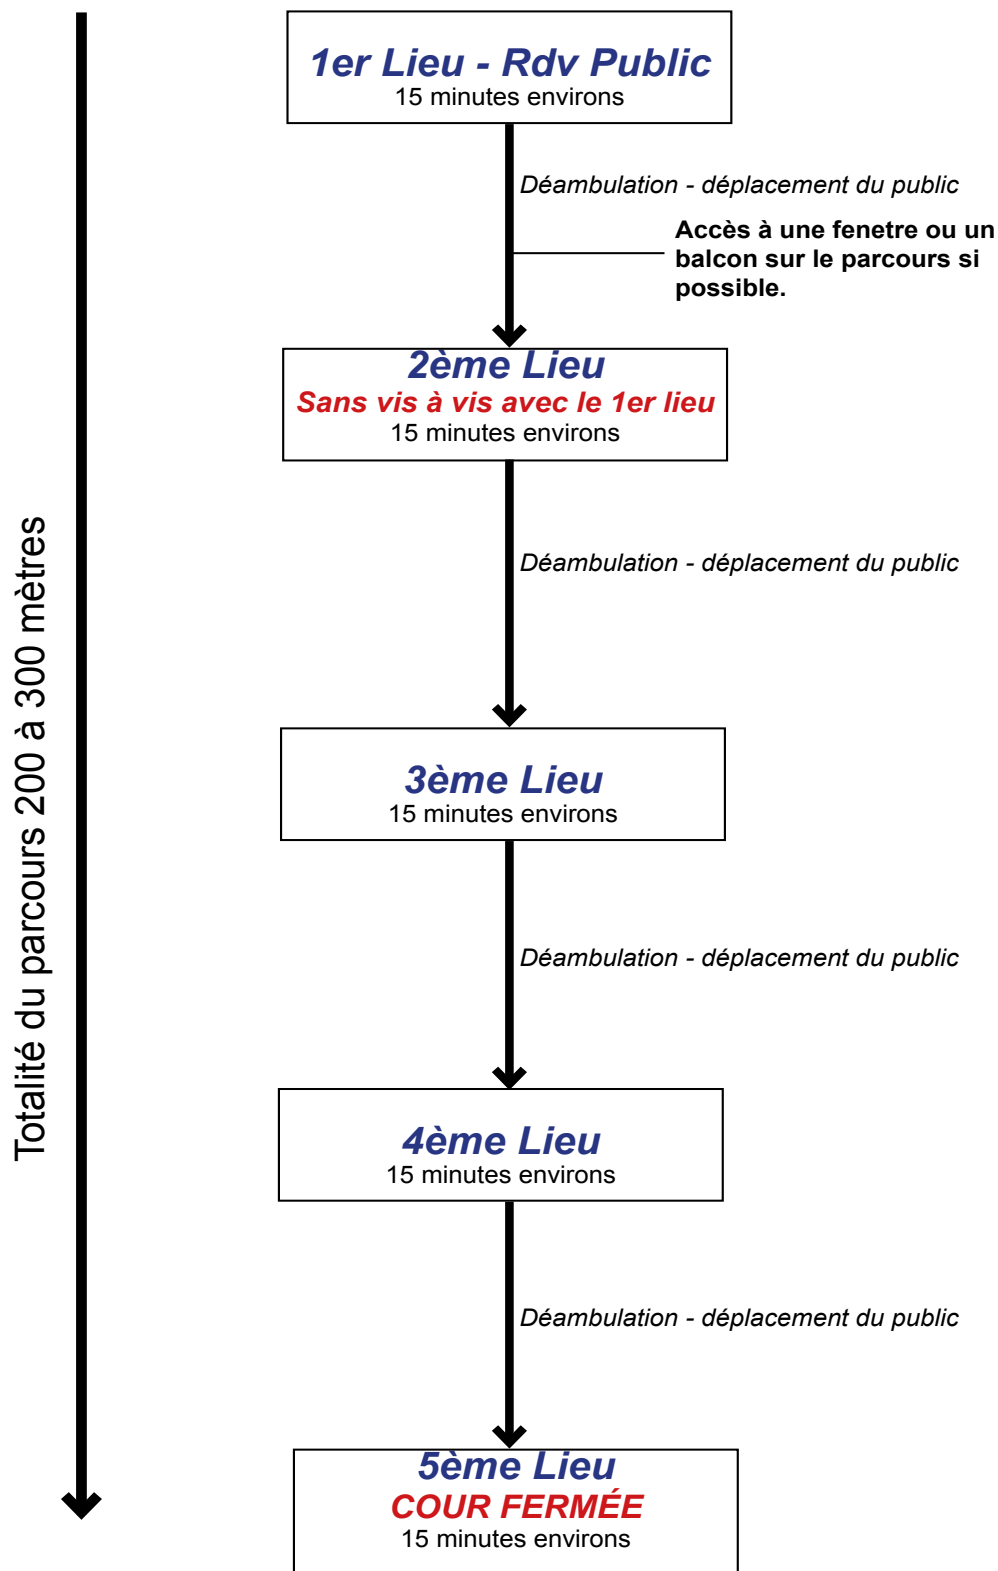 1er Lieu - Rdv Public
15 minutes environs
Déambulation - déplacement du public
Accès à une fenetre ou un
balcon sur le parcours si
possible.
2ème Lieu
Sans vis à vis avec le 1er lieu
15 minutes environs
Déambulation - déplacement du public
Totalité du parcours 200 à 300 mètres
3ème Lieu
15 minutes environs
Déambulation - déplacement du public
4ème Lieu
15 minutes environs
Déambulation - déplacement du public
5ème Lieu
COUR FERMÉE
15 minutes environs